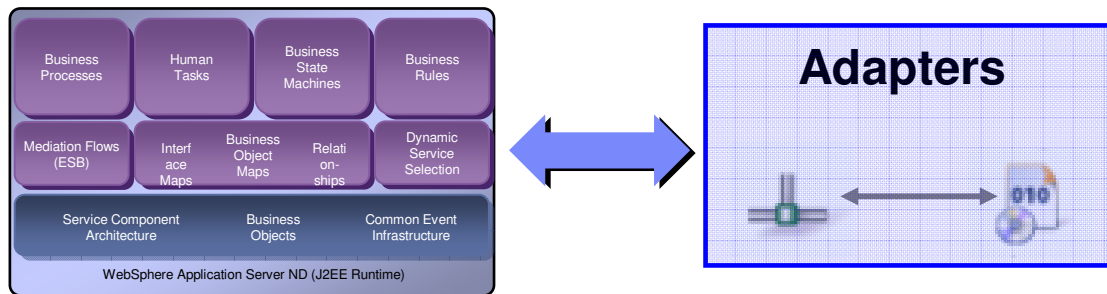 Business
Processes
Human
Tasks
Business
State
Machines
Business
Rules
Mediation Flows
(ESB)
Interf
ace
Maps
Business
Object
Maps
Relati
on-
ships
Dynamic
Service
Selection
Service Component
Architecture
Business
Objects
Common Event
Infrastructure
WebSphere Application Server ND (J2EE Runtime)
Adapters
010